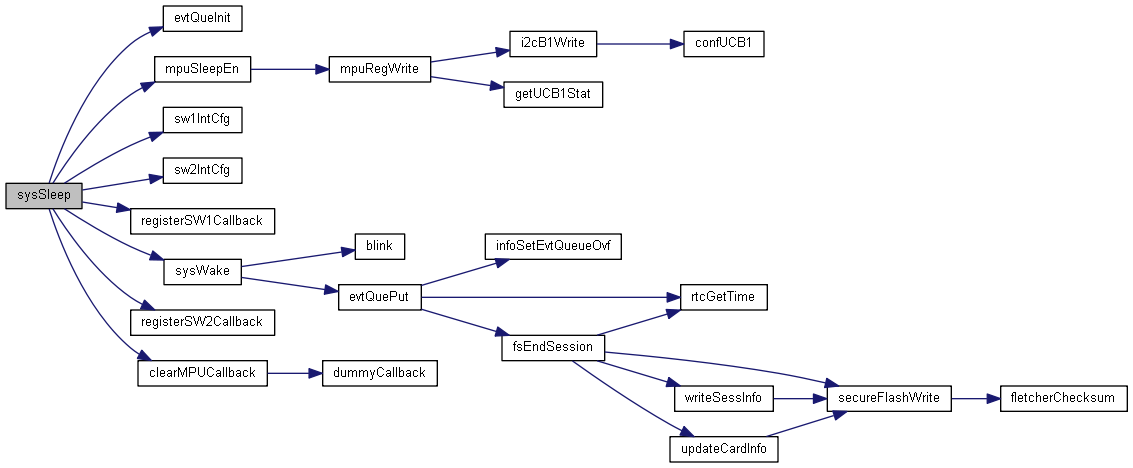 evtQueInit
i2cB1Write
confUCB1
mpuSleepEn
mpuRegWrite
getUCB1Stat
sw1IntCfg
sw2IntCfg
sysSleep
registerSW1Callback
blink
infoSetEvtQueueOvf
sysWake
evtQuePut
rtcGetTime
registerSW2Callback
fsEndSession
clearMPUCallback
dummyCallback
writeSessInfo
secureFlashWrite
fletcherChecksum
updateCardInfo